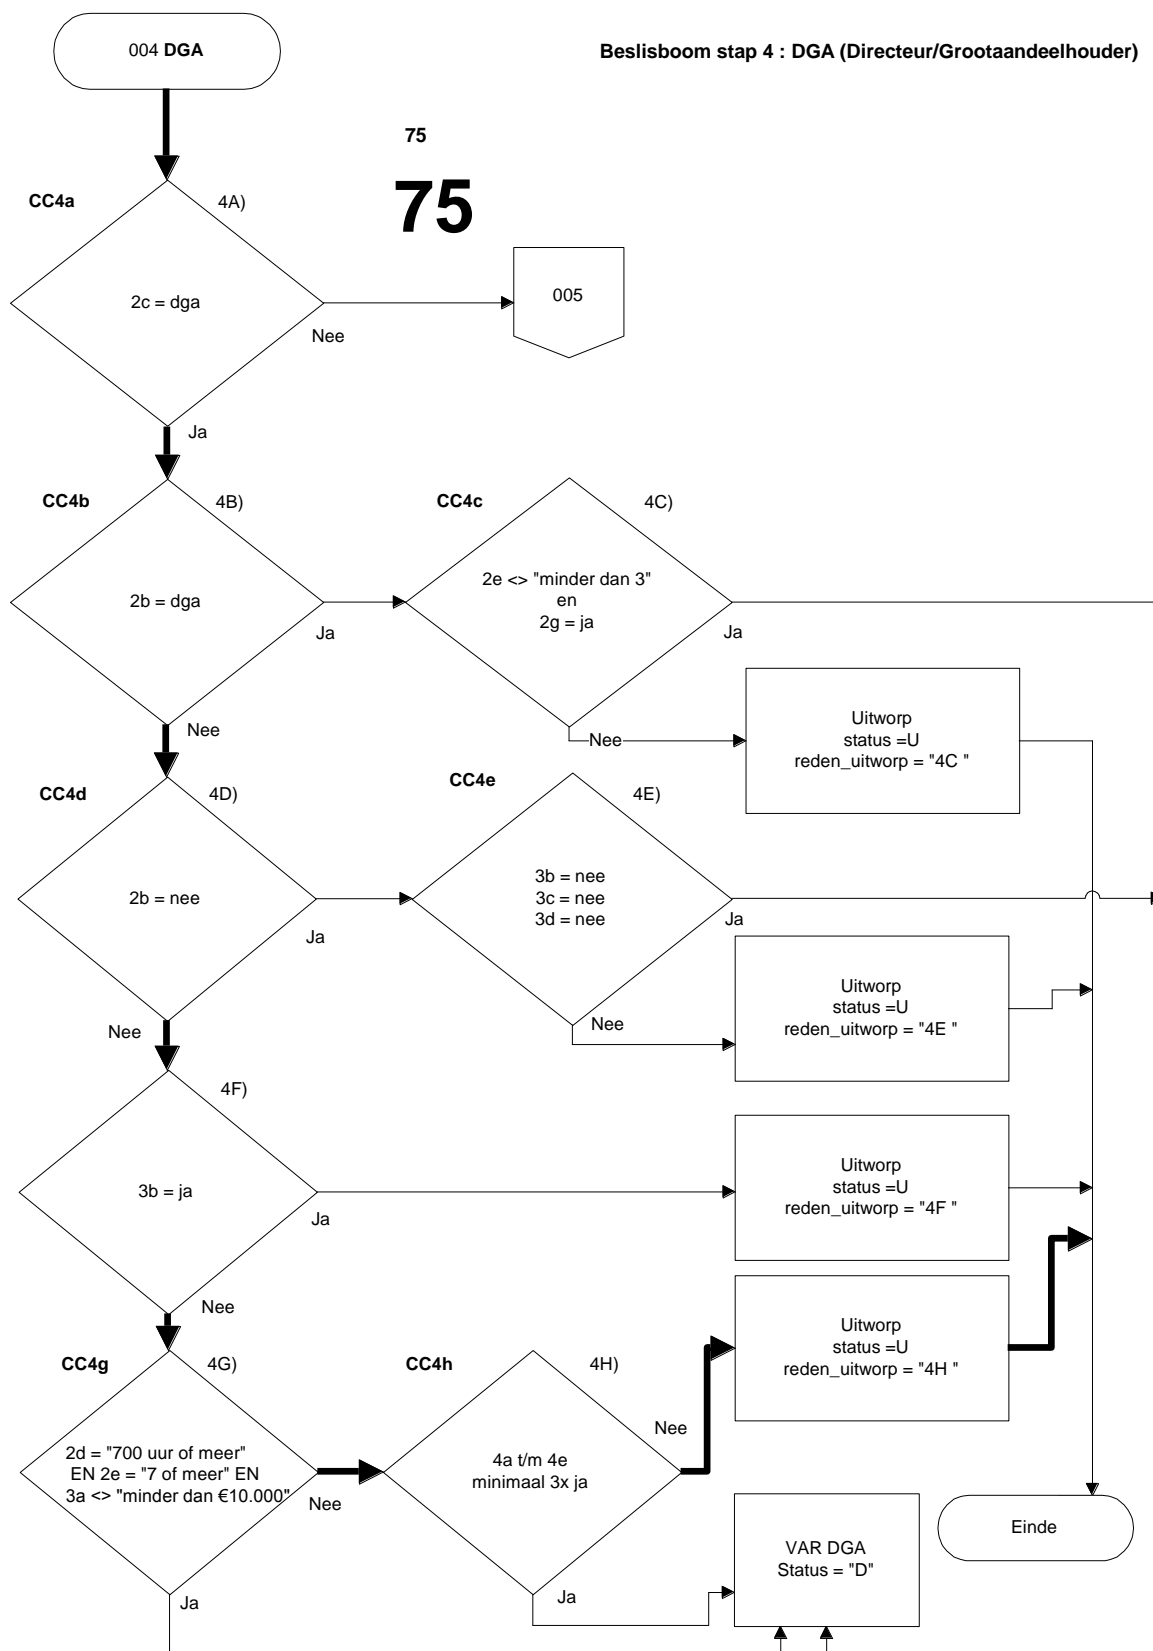 004 DGA
Beslisboom stap 4 : DGA (Directeur/Grootaandeelhouder)
75
75
CC4a
4A)
2c = dga
Nee
005
Ja
CC4b
4B)
2b = dga
Ja
CC4c
4C)
2e <> "minder dan 3"
en
2g = ja
Ja
Nee
Nee
Uitworp
status =U
reden_uitworp = "4C "
CC4d
4D)
2b = nee
Ja
CC4e
4E)
3b = nee
3c = nee
3d = nee
Ja
Nee
Nee
Uitworp
status =U
reden_uitworp = "4E "
4F)
3b = ja
Ja
Uitworp
status =U
reden_uitworp = "4F "
Nee
CC4g
4G)
2d = "700 uur of meer"
EN 2e = "7 of meer" EN
3a <> "minder dan €10.000"
Nee
CC4h
4H)
4a t/m 4e
minimaal 3x ja
Nee
Uitworp
status =U
reden_uitworp = "4H "
Ja
Ja
VAR DGA
Status = "D"
Einde